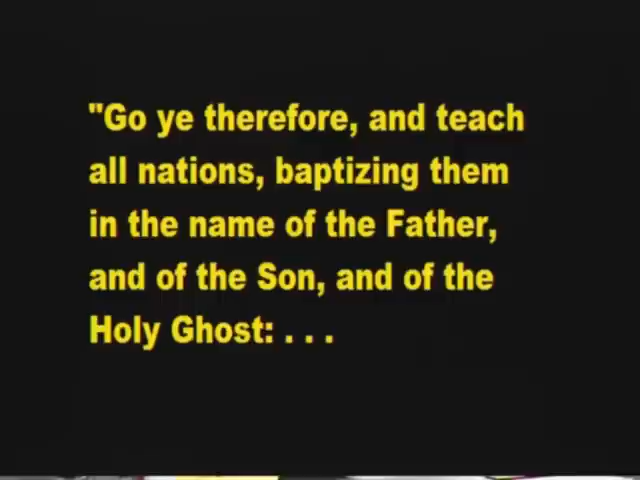 "Go ye therefore, and teach
all nations, baptizing them
in the name of the Father,
and of the Son, and of the
Holy Ghost: . . .